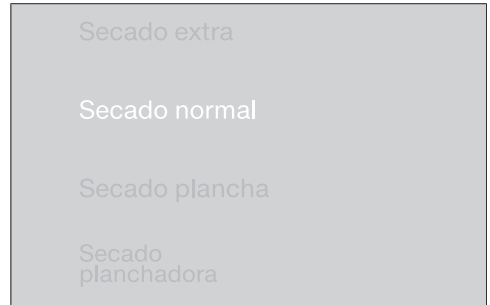 Secado extra
Secado normal
Secado plancha
Secado
planchadora